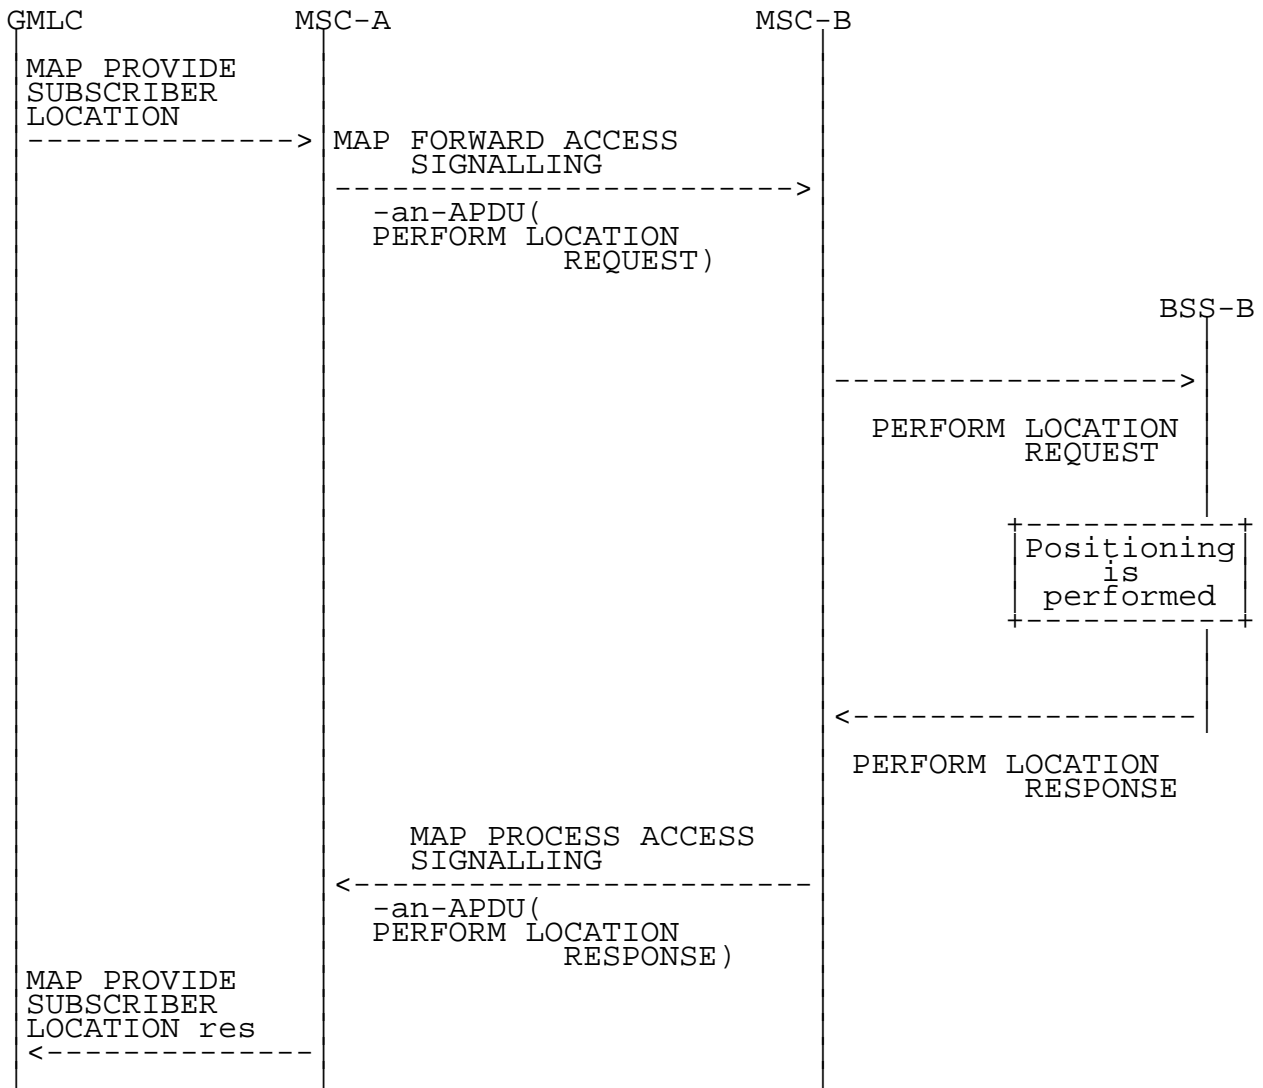 GMLC MSC-A MSC-B
MAP PROVIDE
SUBSCRIBER
LOCATION
MAP FORWARD ACCESS
SIGNALLING
-an-APDU(
PERFORM LOCATION
REQUEST)
BSS-B
PERFORM LOCATION
REQUEST
Positioning
is
performed
PERFORM LOCATION
RESPONSE
MAP PROCESS ACCESS
SIGNALLING
-an-APDU(
PERFORM LOCATION
RESPONSE)
MAP PROVIDE
SUBSCRIBER
LOCATION res